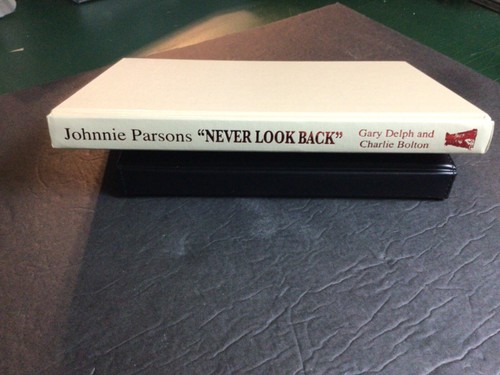 Johnnie Parsons “NEVER LOOK BACK”
Gary Delph and
Charlie Bolton